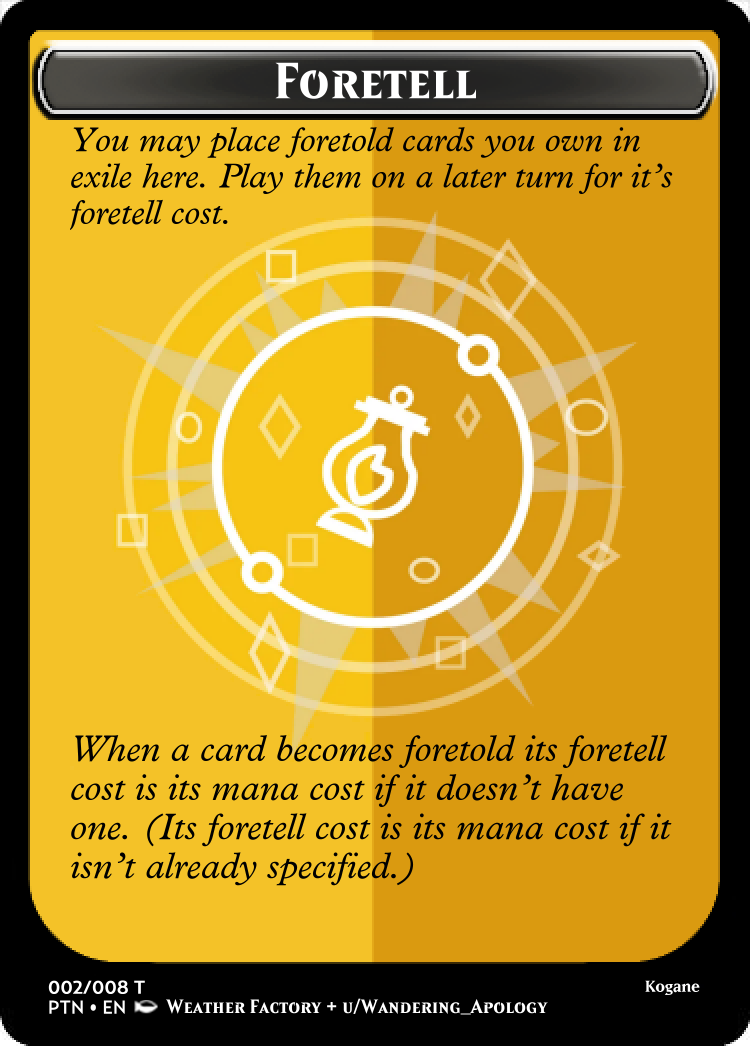 FORETELL
You may place foretold cards you own in
exile here. Play them on a later turn for it's
foretell cost.
When a card becomes foretold its foretell
cost is its mana cost if it doesn't have
one. (Its foretell cost is its mana cost if it
isn't already specified.)
002/008 T
Kogane
PTN • EN WEATHER FACTORY + U/WANDERING_APOLOGY